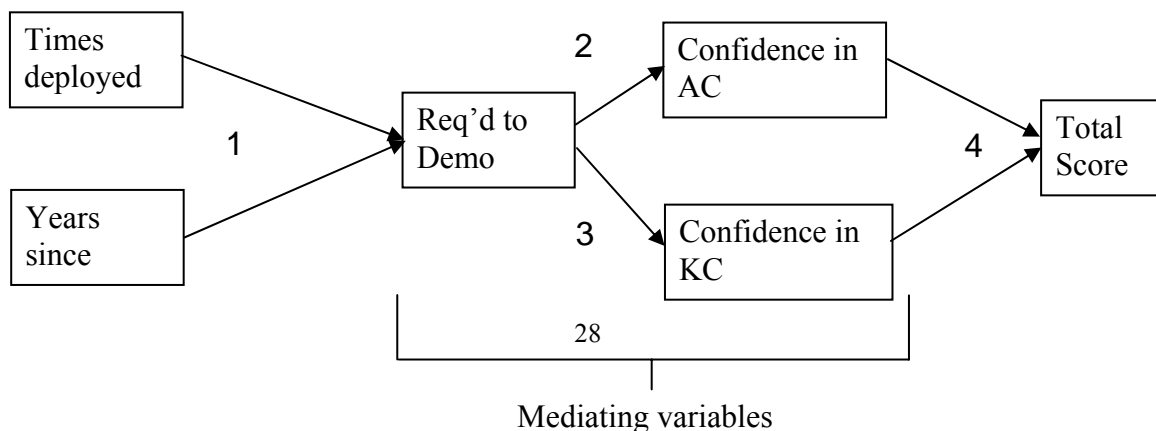 Times
deployed
1
Years
since
Req'd to
Demo
2
3
Confidence in
AC
Confidence in
KC
4
Total
Score
28
Mediating variables